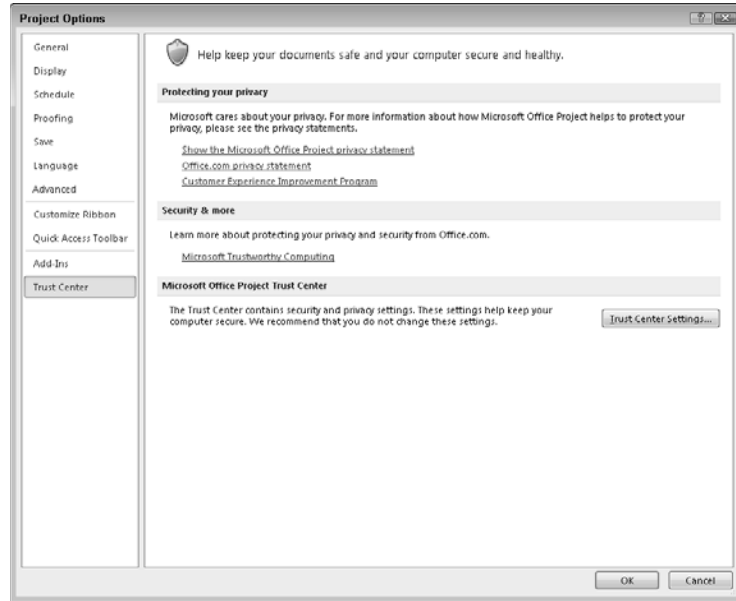 Project Options
General
Display
Schedule
Proofing
Save
Language
Advanced
Customize Ribbon
Quick Access Toolbar
Add-Ins
Trust Center
Help keep your documents safe and your computer secure and healthy.
Protecting your privacy
Microsoft cares about your privacy. For more information about how Microsoft Office Project helps to protect your
privacy, please see the privacy statements.
Show the Microsoft Office Project privacy statement
Office.com privacy statement
Customer Experience Improvement Program
Security & more
Learn more about protecting your privacy and security from Office.com.
Microsoft Trustworthy Computing
Microsoft Office Project Trust Center
The Trust Center contains security and privacy settings. These settings help keep your
computer secure. We recommend that you do not change these settings.
Trust Center Settings...
OK
Cancel